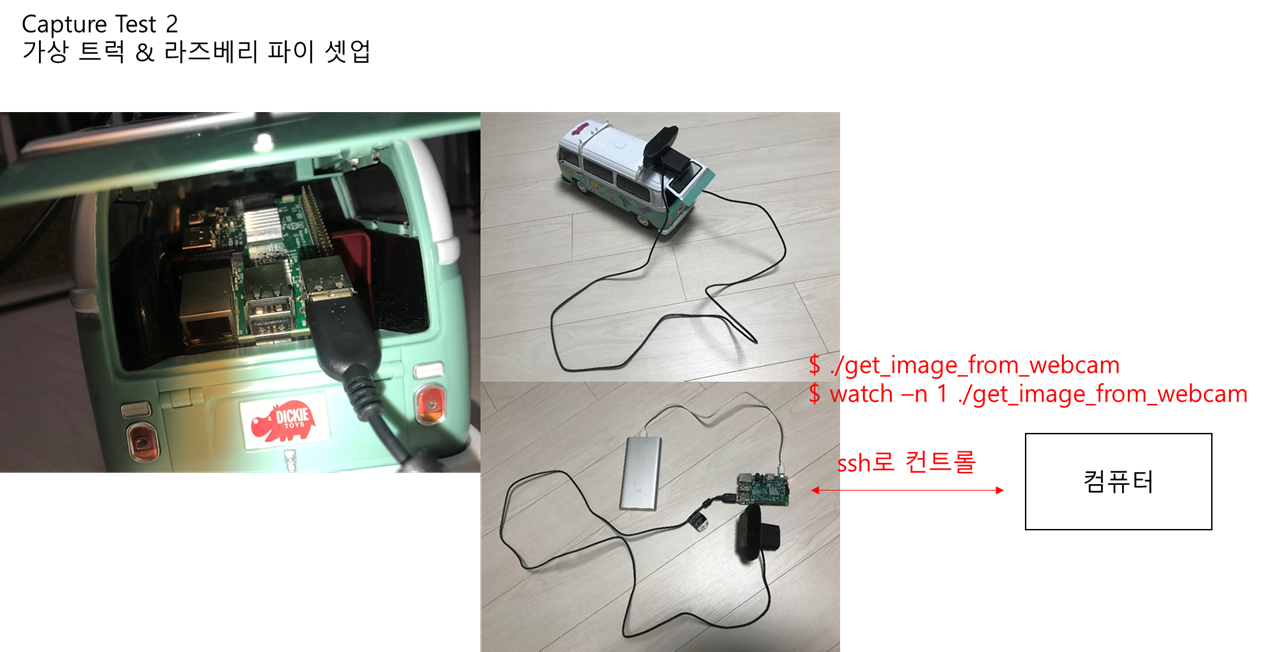 Capture Test 2
가상 트럭 & 라즈베리 파이 셋업
DICKIE
TOYS
$ ./get_image_from_webcam
$ watch –n 1 ./get_image_from_webcam
ssh로 컨트롤
컴퓨터